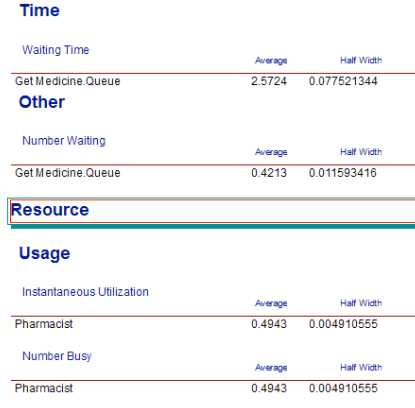 Time
Waiting Time
Average Half Width
Get Medicine.Queue 2.5724 0.077521344
Other
Number Waiting
Average Half Width
Get Medicine.Queue 0.4213 0.011593416
Resource
Usage
Instantaneous Utilization
Average Half Width
Pharmacist 0.4943 0.004910555
Number Busy
Average Half Width
Pharmacist 0.4943 0.004910555